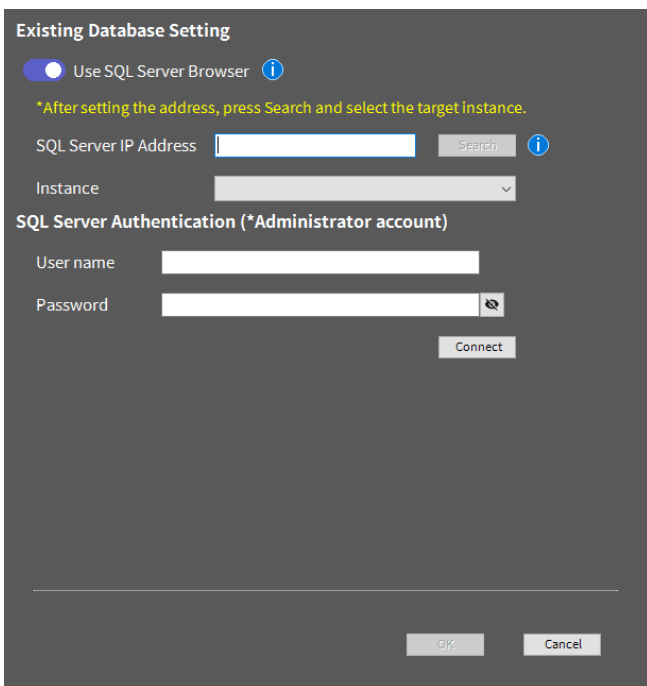 Existing Database Setting
Use SQL Server Browser i
*After setting the address, press Search and select the target instance.
SQL Server IP Address Search i
Instance
SQL Server Authentication (*Administrator account)
User name
Password
Connect
OK Cancel